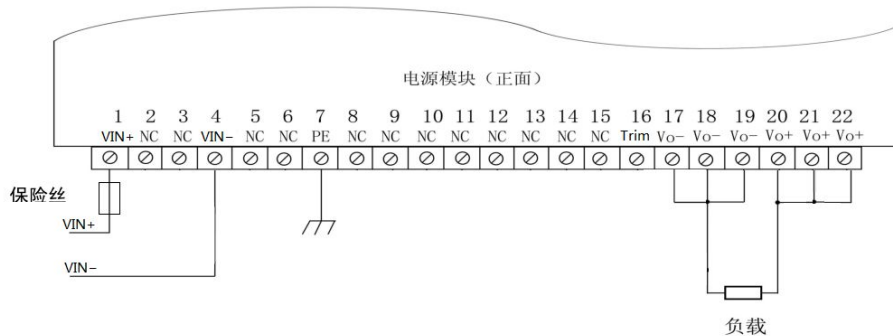 电源模块（正面）
1 2 3 4 5 6 7 8 9 10 11 12 13 14 15 16 17 18 19 20 21 22
VIN+ NC NC VIN- NC NC PE NC NC NC NC NC NC NC NC Trim Vo- Vo- Vo- Vo+ Vo+ Vo+
保险丝
VIN+
VIN-
负载